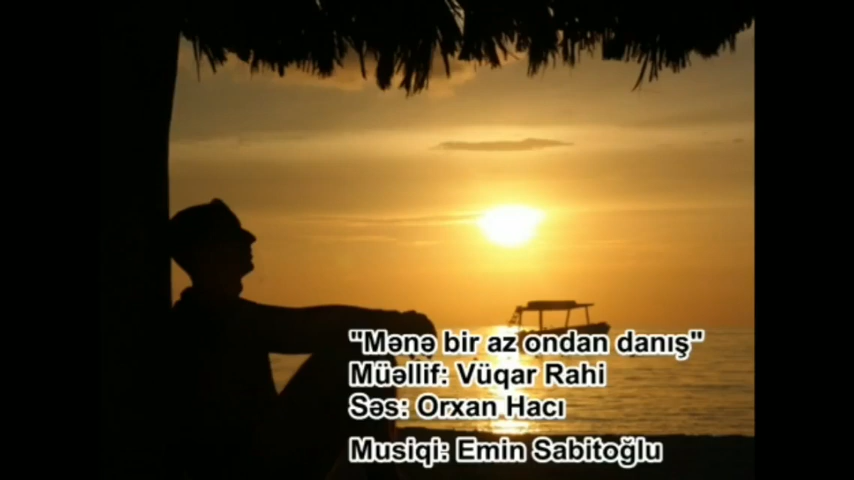 "Mənə bir az ondan danış"
Müəllif: Vüqar Rahi
Səs: Orxan Hacı
Musiqi: Emin Sabitoğlu